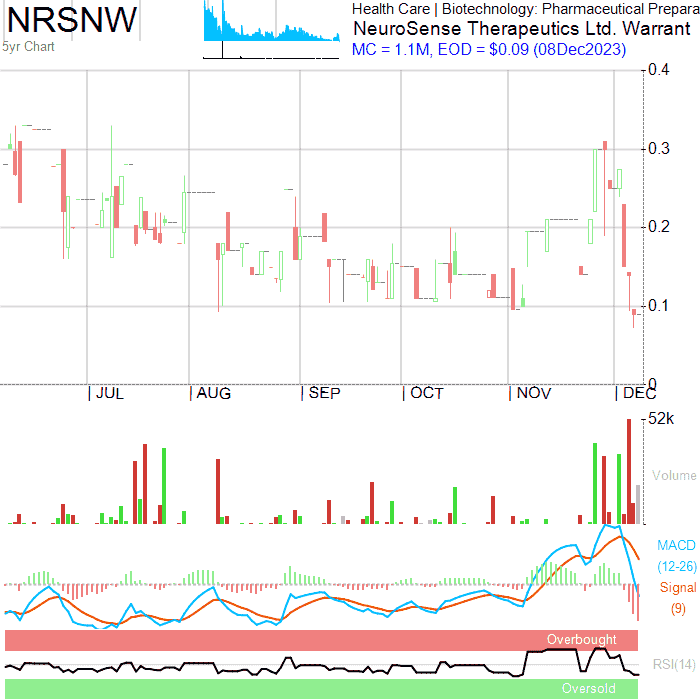 NRSNW
Health Care | Biotechnology: Pharmaceutical Prepara
NeuroSense Therapeutics Ltd. Warrant
5yr Chart
MC = 1.1M, EOD = $0.09 (08Dec2023)
0.4
0.3
0.2
0.1
0
JUL AUG SEP OCT NOV DEC
52k
Volume
MACD
(12-26)
Signal
(9)
Overbought
RSI(14)
Oversold